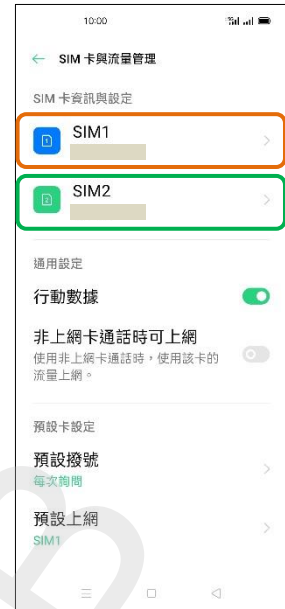 10:00
← SIM 卡與流量管理
SIM 卡資訊與設定
1
SIM1
2
SIM2
通用設定
行動數據
非上網卡通話時可上網
使用非上網卡通話時，使用該卡的
流量上網。
預設卡設定
預設撥號
每次詢問
預設上網
SIM1